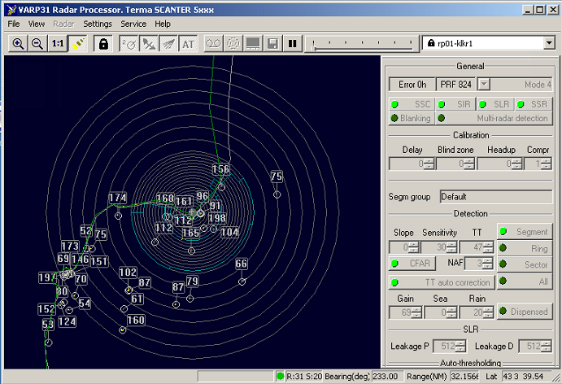 VARP31 Radar Processor. Terma SCANTER 5xxx
File View Radar Settings Service Help
1:1 AT rp01-klkr1
General
Error 0h PRF 824 Mode 4
SSC SIR SLR SSR
Blanking Multi-radar detection
Calibration
Delay Blind zone Headup Compr
0 0 0 1
Segm group Default
Detection
Slope Sensitivity TT Segment
0 30 47
Ring
CFAR NAF 3 Sector
TT auto correction All
Gain Sea Rain
69 0 20 Dispensed
SLR
Leakage P 512 Leakage D 512
Auto-thresholding
156
75
174 160 161 96
91
112 198
52 112
75 165 104
173
69 146 151
197 102 66
70 87 79
80 87
54
152 61
124
53 160
R:31 S:20 Bearing(deg) 233.00 Range(NM) 32.156 Lat 43 3 39.54